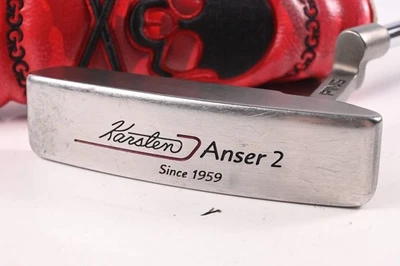 Karsten Anser 2
Since 1959
PING